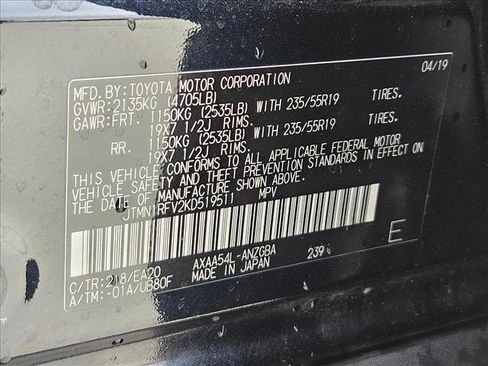 MFD. BY: TOYOTA MOTOR CORPORATION 04/19
GVWR: 2135KG (4705LB)
GAWR: FRT. 1150KG (2535LB) WITH 235/55R19 TIRES.
19X7 1/2J RIMS.
RR. 1150KG (2535LB) WITH 235/55R19 TIRES.
19X7 1/2J RIMS.
THIS VEHICLE CONFORMS TO ALL APPLICABLE FEDERAL MOTOR
VEHICLE SAFETY AND THEFT PREVENTION STANDARDS IN EFFECT ON
THE DATE OF MANUFACTURE SHOWN ABOVE.
JTMN1RFV2KD519511 MPV
E
C/TR: 218/EA20 AXAA54L-ANZGBA 239
A/TM: -01A/UB80F MADE IN JAPAN